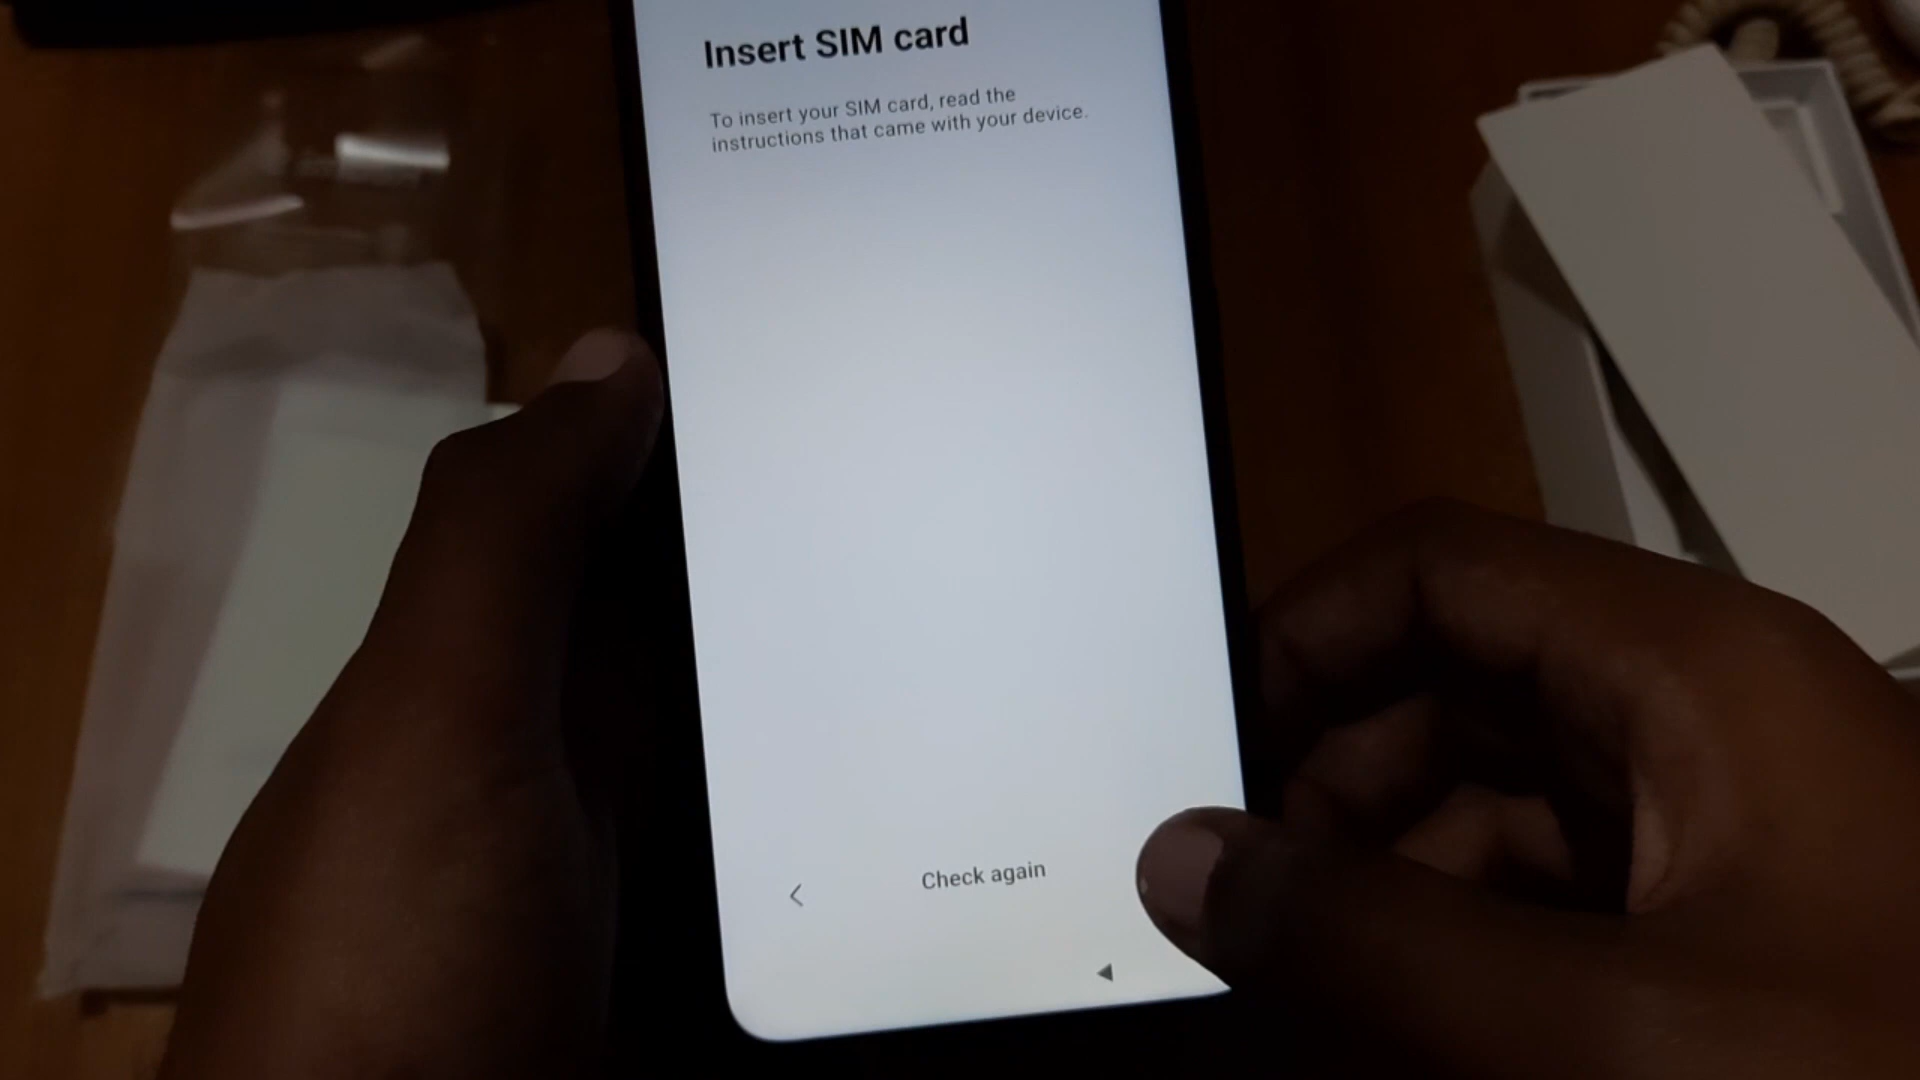 Insert SIM card
To insert your SIM card, read the
instructions that came with your device.
Check again